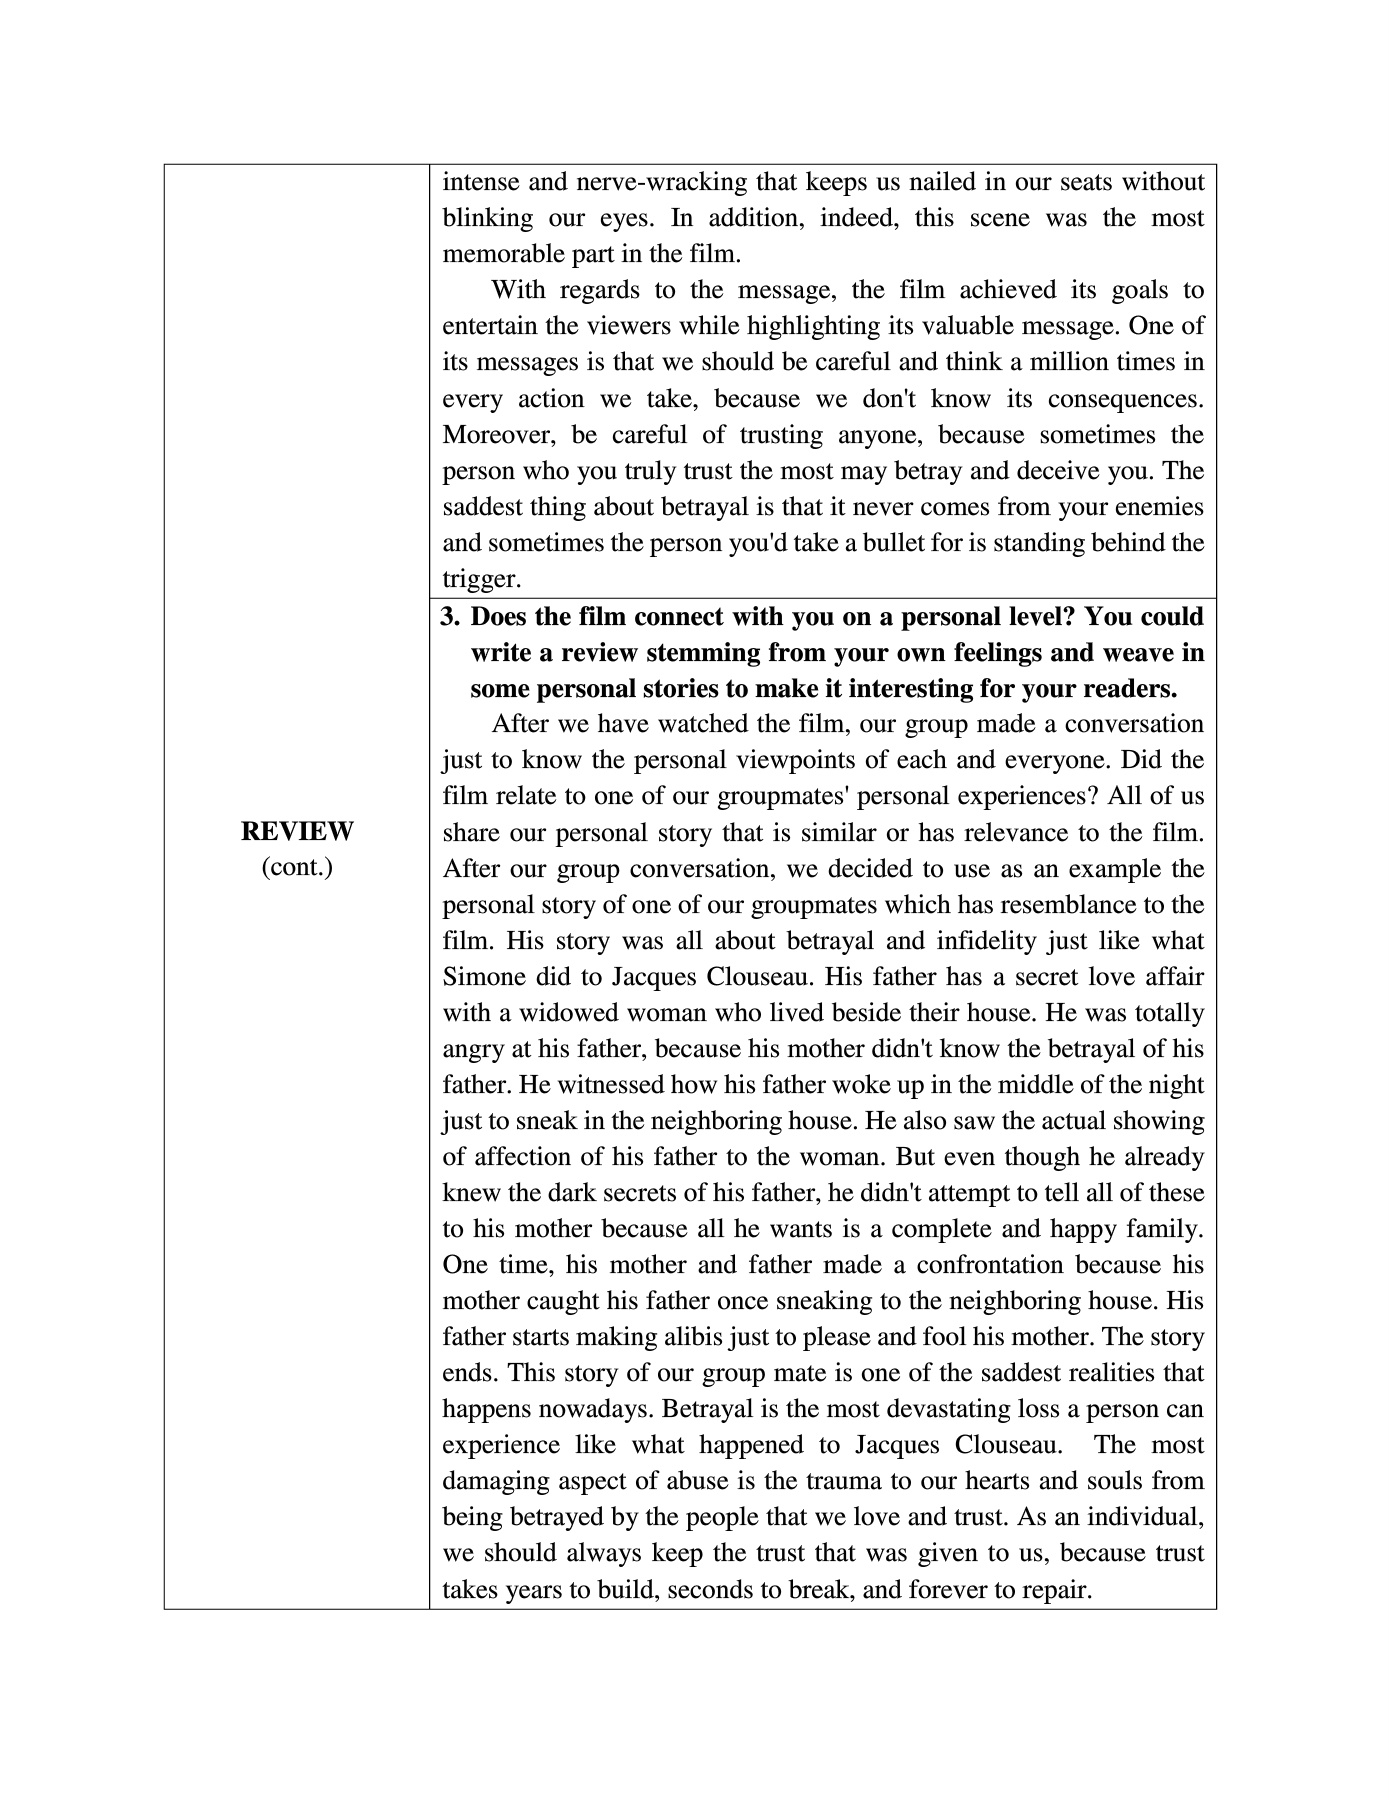 intense and nerve-wracking that keeps us nailed in our seats without
blinking our eyes. In addition, indeed, this scene was the most
memorable part in the film.
With regards to the message, the film achieved its goals to
entertain the viewers while highlighting its valuable message. One of
its messages is that we should be careful and think a million times in
every action we take, because we don't know its consequences.
Moreover, be careful of trusting anyone, because sometimes the
person who you truly trust the most may betray and deceive you. The
saddest thing about betrayal is that it never comes from your enemies
and sometimes the person you'd take a bullet for is standing behind the
trigger.
REVIEW
(cont.)
3. Does the film connect with you on a personal level? You could
write a review stemming from your own feelings and weave in
some personal stories to make it interesting for your readers.
After we have watched the film, our group made a conversation
just to know the personal viewpoints of each and everyone. Did the
film relate to one of our groupmates' personal experiences? All of us
share our personal story that is similar or has relevance to the film.
After our group conversation, we decided to use as an example the
personal story of one of our groupmates which has resemblance to the
film. His story was all about betrayal and infidelity just like what
Simone did to Jacques Clouseau. His father has a secret love affair
with a widowed woman who lived beside their house. He was totally
angry at his father, because his mother didn't know the betrayal of his
father. He witnessed how his father woke up in the middle of the night
just to sneak in the neighboring house. He also saw the actual showing
of affection of his father to the woman. But even though he already
knew the dark secrets of his father, he didn't attempt to tell all of these
to his mother because all he wants is a complete and happy family.
One time, his mother and father made a confrontation because his
mother caught his father once sneaking to the neighboring house. His
father starts making alibis just to please and fool his mother. The story
ends. This story of our group mate is one of the saddest realities that
happens nowadays. Betrayal is the most devastating loss a person can
experience like what happened to Jacques Clouseau. The most
damaging aspect of abuse is the trauma to our hearts and souls from
being betrayed by the people that we love and trust. As an individual,
we should always keep the trust that was given to us, because trust
takes years to build, seconds to break, and forever to repair.